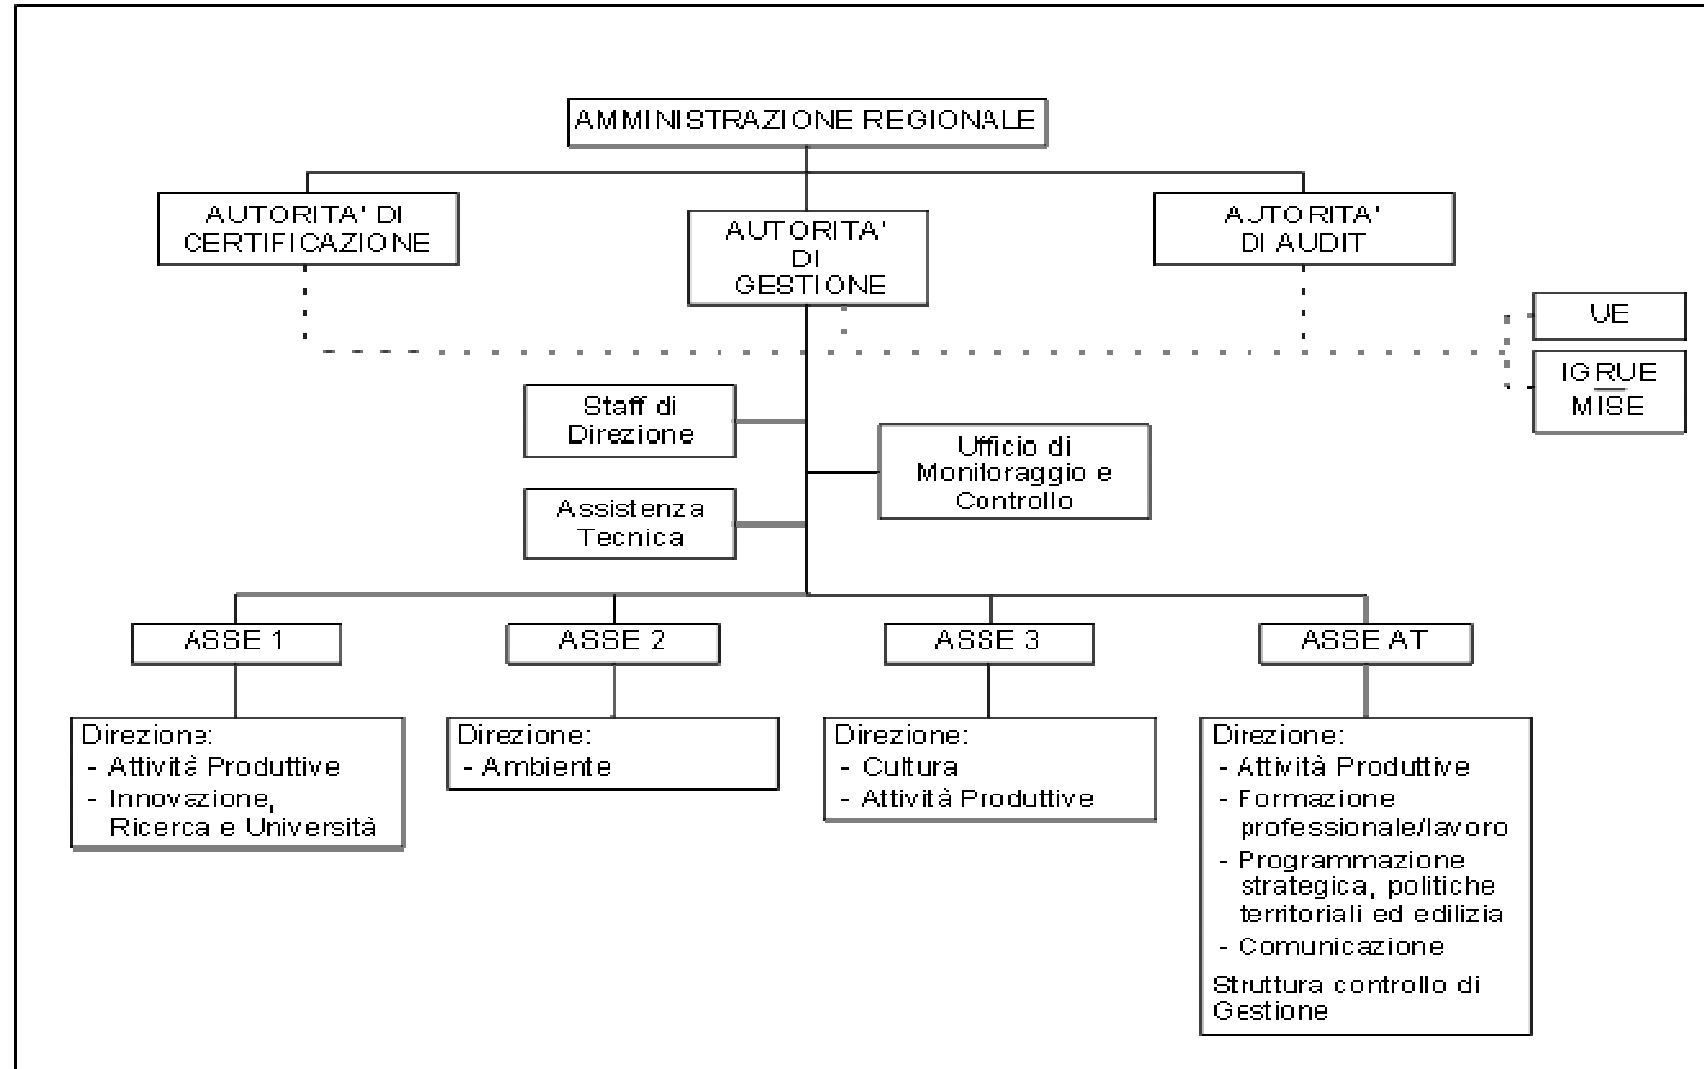 AMMINISTRAZIONE REGIONALE
AUTORITA' DI
CERTIFICAZIONE
AUTORITA'
DI
GESTIONE
AUTORITA'
DI AUDIT
UE
IGRUE
MISE
Staff di
Direzione
Ufficio di
Monitoraggio e
Controllo
Assistenza
Tecnica
ASSE 1
ASSE 2
ASSE 3
ASSE AT
Direzione:
- Attività Produttive
- Innovazione,
Ricerca e Università
Direzione:
- Ambiente
Direzione:
- Cultura
- Attività Produttive
Direzione:
- Attività Produttive
- Formazione
professionale/lavoro
- Programmazione
strategica, politiche
territoriali ed edilizia
- Comunicazione
Struttura controllo di
Gestione